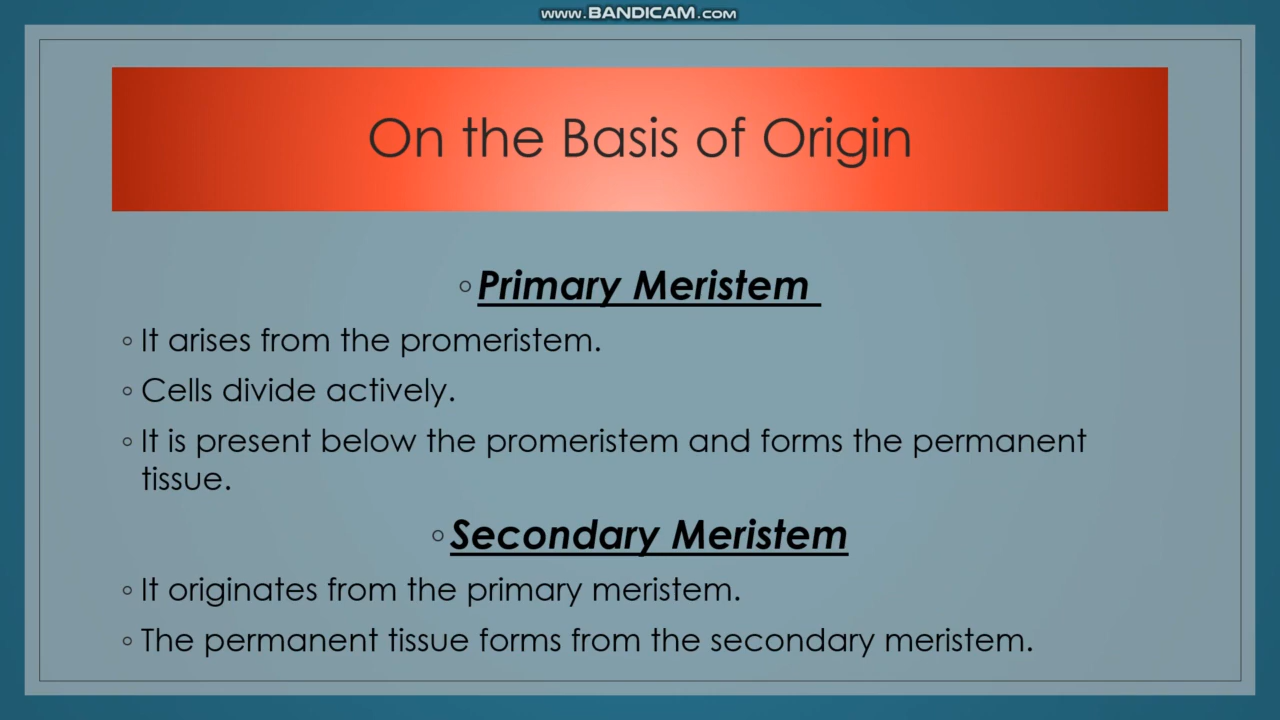 www.BANDICAM.com
On the Basis of Origin
◦ Primary Meristem
◦ It arises from the promeristem.
◦ Cells divide actively.
◦ It is present below the promeristem and forms the permanent
tissue.
◦ Secondary Meristem
◦ It originates from the primary meristem.
◦ The permanent tissue forms from the secondary meristem.